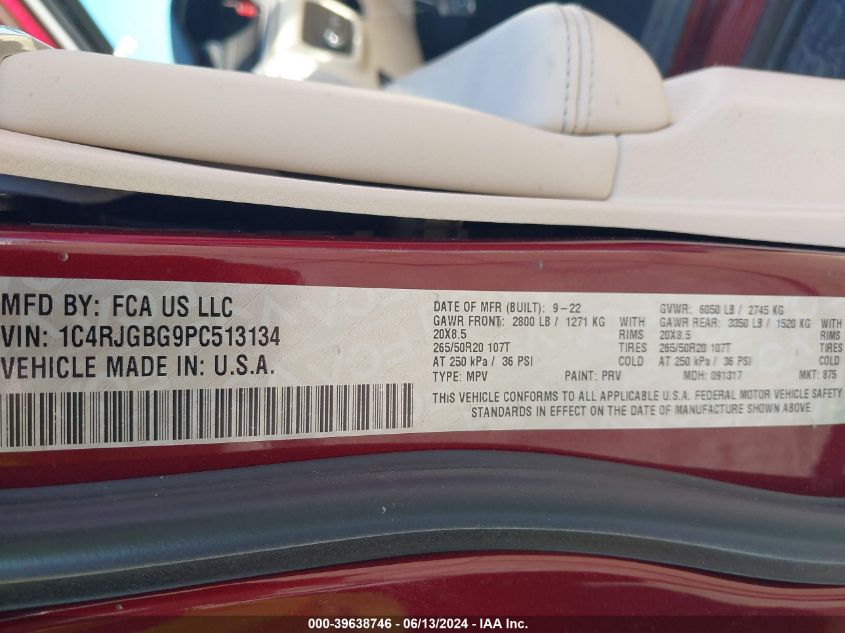 MFD BY: FCA US LLC
VIN: 1C4RJGBG9PC513134
VEHICLE MADE IN: U.S.A.
DATE OF MFR (BUILT): 9-22
GAWR FRONT: 2800 LB / 1271 KG WITH
20X8.5 RIMS
265/50R20 107T TIRES
AT 250 kPa / 36 PSI COLD
TYPE: MPV PAINT: PRV
GVWR: 6050 LB / 2745 KG
GAWR REAR: 3350 LB / 1520 KG WITH
20X8.5 RIMS
265/50R20 107T TIRES
AT 250 kPa / 36 PSI COLD
MDH: 091317 MKT: 875
THIS VEHICLE CONFORMS TO ALL APPLICABLE U.S.A. FEDERAL MOTOR VEHICLE SAFETY
STANDARDS IN EFFECT ON THE DATE OF MANUFACTURE SHOWN ABOVE.
000-39638746 - 06/13/2024 - IAA Inc.